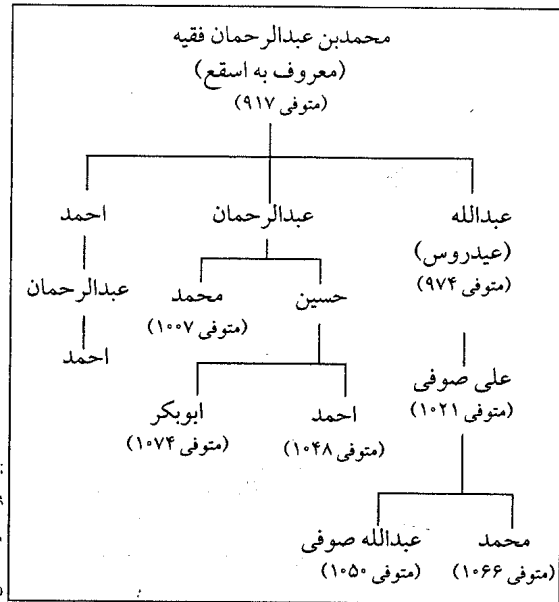 محمدبن عبدالرحمان فقیه
(معروف به اسقع)
(متوفی ۹۱۷)
عبدالله
(عیدروس)
(متوفی ۹۷۴)
عبدالرحمان
احمد
علی صوفی
(متوفی ۱۰۲۱)
حسین
محمد
(متوفی ۱۰۰۷)
عبدالرحمان
احمد
احمد
(متوفی ۱۰۴۸)
ابوبکر
(متوفی ۱۰۷۴)
محمد
(متوفی ۱۰۶۶)
عبدالله صوفی
(متوفی ۱۰۵۰)